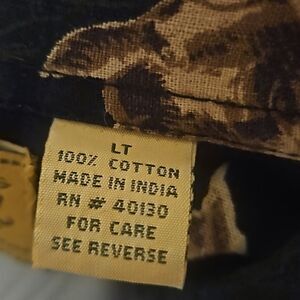 LT
100% COTTON
MADE IN INDIA
RN # 40130
FOR CARE
SEE REVERSE